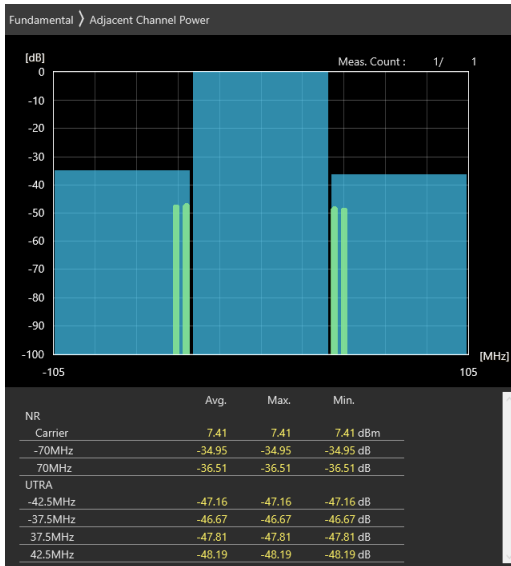 Fundamental 〉 Adjacent Channel Power
[dB]
Meas. Count : 1/ 1
0
-10
-20
-30
-40
-50
-60
-70
-80
-90
-100
[MHz]
-105 105
Avg. Max. Min.
NR
Carrier 7.41 7.41 7.41 dBm
-70MHz -34.95 -34.95 -34.95 dB
70MHz -36.51 -36.51 -36.51 dB
UTRA
-42.5MHz -47.16 -47.16 -47.16 dB
-37.5MHz -46.67 -46.67 -46.67 dB
37.5MHz -47.81 -47.81 -47.81 dB
42.5MHz -48.19 -48.19 -48.19 dB